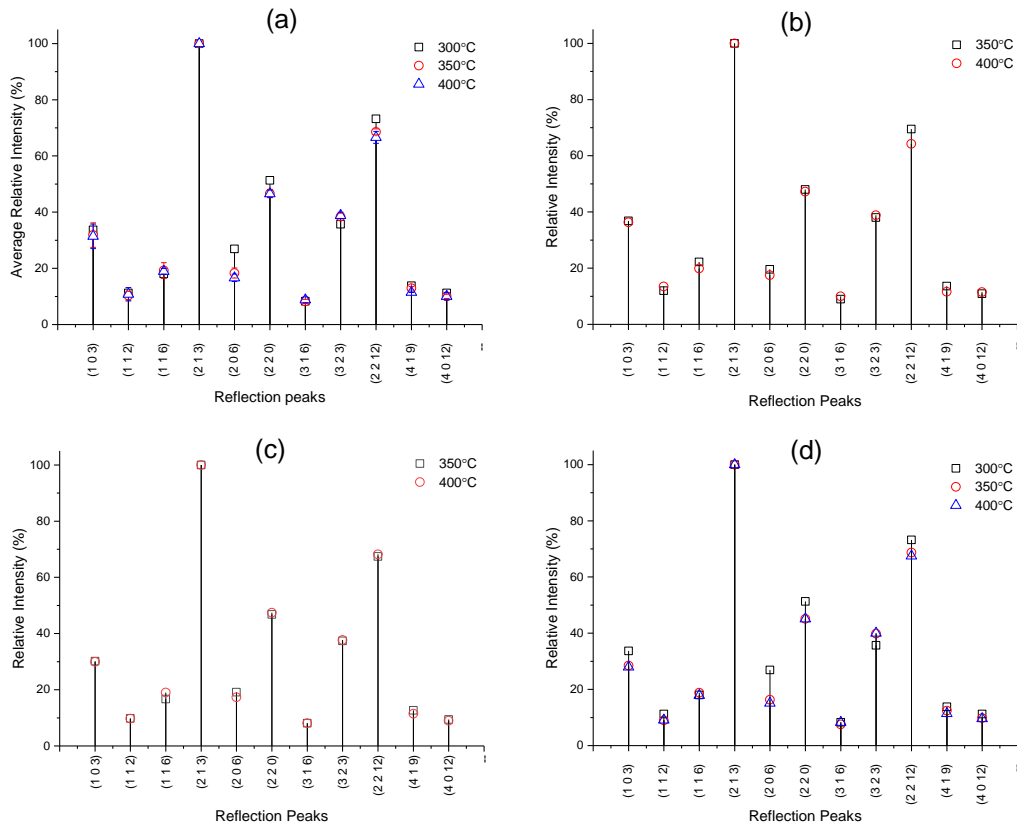 (a)
100
80
60
40
20
0
Average Relative Intensity (%)
300°C
350°C
400°C
(1 0 3)
(1 1 2)
(1 1 6)
(2 1 3)
(2 0 6)
(2 2 0)
(3 1 6)
(3 2 3)
(2 2 12)
(4 1 9)
(4 0 12)
Reflection peaks
(b)
100
80
60
40
20
0
Relative Intensity (%)
350°C
400°C
(1 0 3)
(1 1 2)
(1 1 6)
(2 1 3)
(2 0 6)
(2 2 0)
(3 1 6)
(3 2 3)
(2 2 12)
(4 1 9)
(4 0 12)
Reflection Peaks
(c)
100
80
60
40
20
0
Relative Intensity (%)
350°C
400°C
(1 0 3)
(1 1 2)
(1 1 6)
(2 1 3)
(2 0 6)
(2 2 0)
(3 1 6)
(3 2 3)
(2 2 12)
(4 1 9)
(4 0 12)
Reflection Peaks
(d)
100
80
60
40
20
0
Relative Intensity (%)
300°C
350°C
400°C
(1 0 3)
(1 1 2)
(1 1 6)
(2 1 3)
(2 0 6)
(2 2 0)
(3 1 6)
(3 2 3)
(2 2 12)
(4 1 9)
(4 0 12)
Reflection Peaks